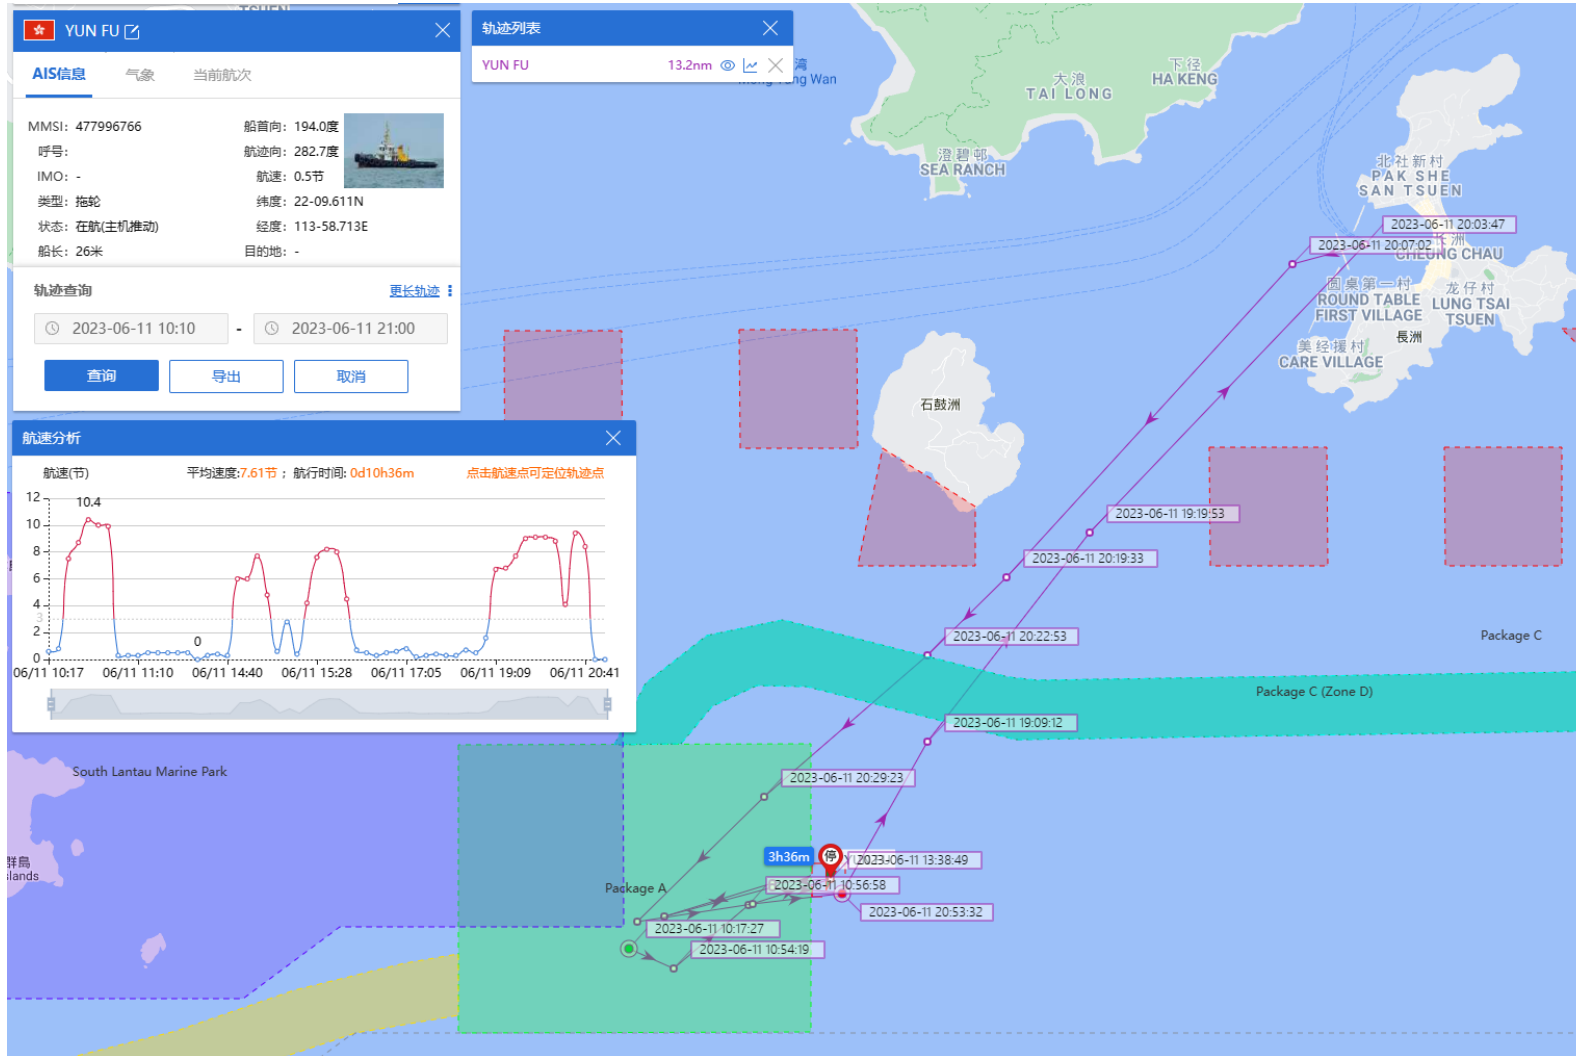 TSUEN
YUN FU
AIS信息
气象
当前航次
MMSI: 477996766
船首向: 194.0度
呼号:
航迹向: 282.7度
IMO: -
航速: 0.5节
类型: 拖轮
纬度: 22-09.611N
状态: 在航(主机推动)
经度: 113-58.713E
船长: 26米
目的地: -
轨迹查询
更长轨迹
2023-06-11 10:10
-
2023-06-11 21:00
查询
导出
取消
轨迹列表
YUN FU
13.2nm
湾
Wan
航速分析
航速(节)
平均速度:7.61节 ; 航行时间: 0d10h36m
点击航速点可定位轨迹点
12
10
8
6
4
3
2
0
10.4
0
06/11 10:17
06/11 11:10
06/11 14:40
06/11 15:28
06/11 17:05
06/11 19:09
06/11 20:41
大浪
TAI LONG
下径
HA KENG
澄碧邨
SEA RANCH
北社新村
PAK SHE
SAN TSUEN
2023-06-11 20:03:47
2023-06-11 20:07:02
洲
CHEUNG CHAU
圆桌第一村
ROUND TABLE
FIRST VILLAGE
龙仔村
LUNG TSAI
TSUEN
長洲
美经援村
CARE VILLAGE
石鼓洲
2023-06-11 19:19:53
2023-06-11 20:19:33
2023-06-11 20:22:53
Package C
Package C (Zone D)
2023-06-11 19:09:12
South Lantau Marine Park
2023-06-11 20:29:23
群島
slands
3h36m
停
2023-06-11 13:38:49
Package A
2023-06-11 10:56:58
2023-06-11 20:53:32
2023-06-11 10:17:27
2023-06-11 10:54:19